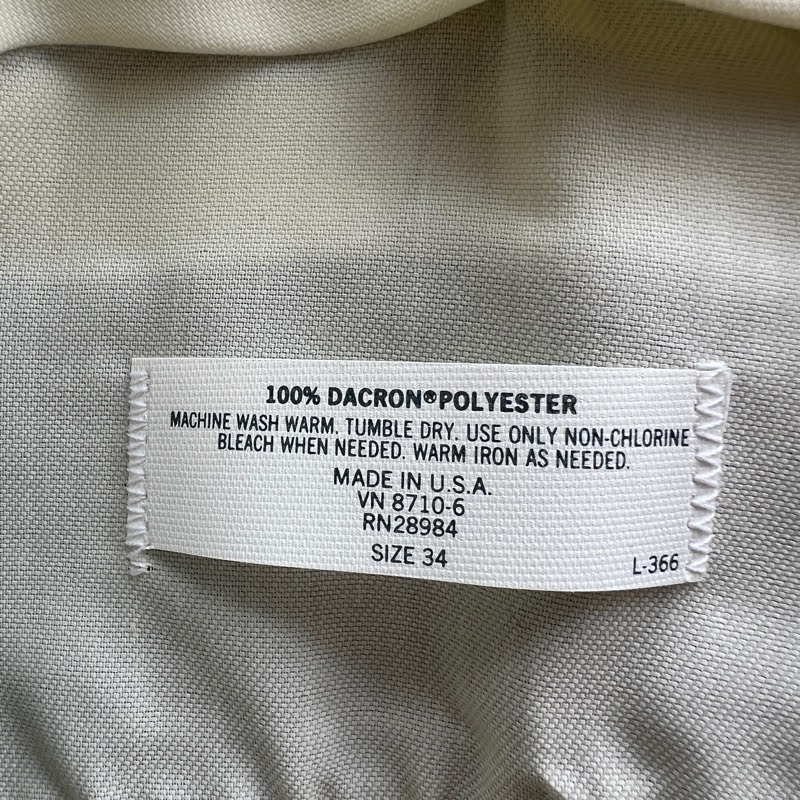 100% DACRON®POLYESTER
MACHINE WASH WARM. TUMBLE DRY. USE ONLY NON-CHLORINE
BLEACH WHEN NEEDED. WARM IRON AS NEEDED.
MADE IN U.S.A.
VN 8710-6
RN28984
SIZE 34
L-366